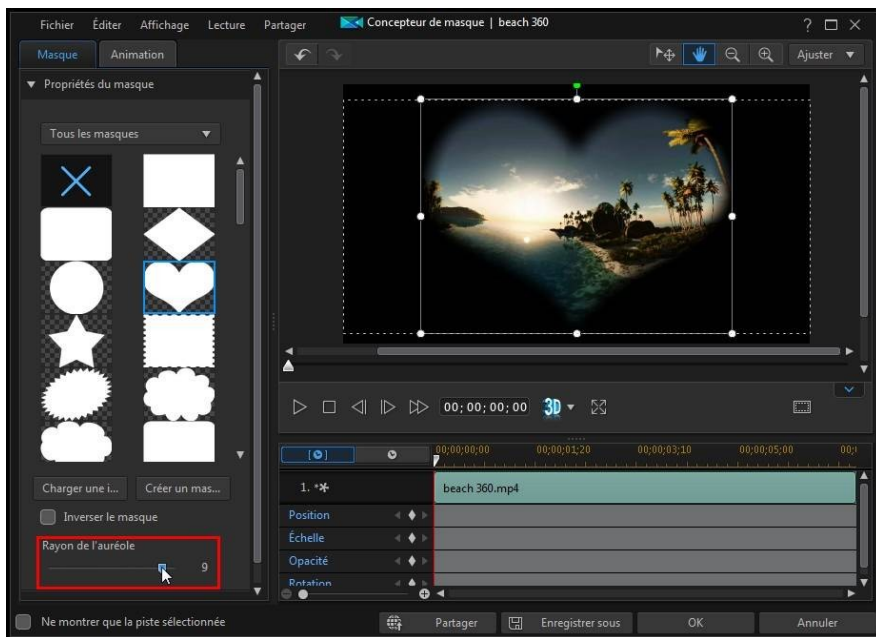 Fichier Éditer Affichage Lecture Partager Concepteur de masque | beach 360 ?
Masque Animation
Ajuster
Propriétés du masque
Tous les masques
00;00;00;00 3D
00;00;00;00 00;00;01;20 00;00;03;10 00;00;05;00
1. beach 360.mp4
Charger une i... Créer un mas...
Inverser le masque
Position
Rayon de l'auréole
Échelle
9
Opacité
Rotation
Ne montrer que la piste sélectionnée Partager Enregistrer sous OK Annuler